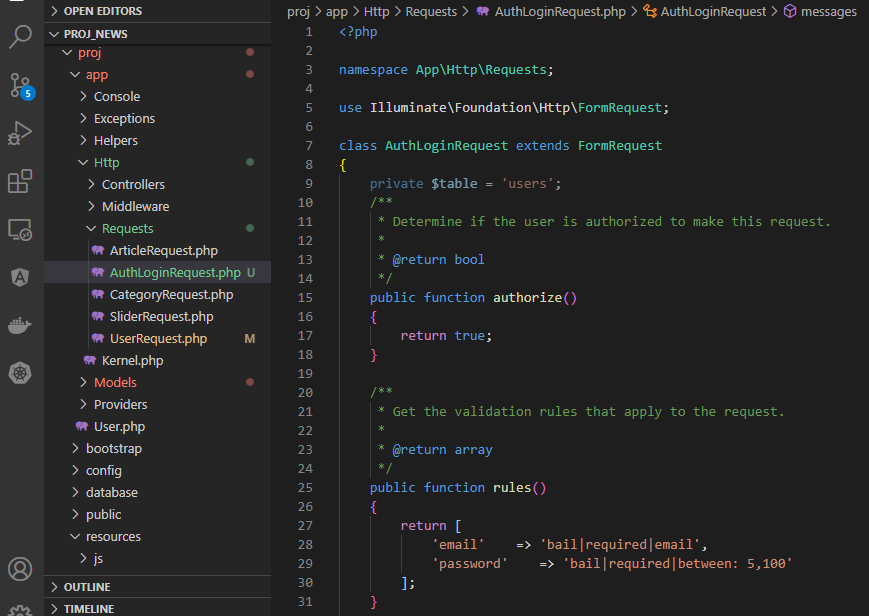 OPEN EDITORS
PROJ_NEWS
proj
app
Console
Exceptions
Helpers
Http
Controllers
Middleware
Requests
ArticleRequest.php
AuthLoginRequest.php U
CategoryRequest.php
SliderRequest.php
UserRequest.php M
Kernel.php
Models
Providers
User.php
bootstrap
config
database
public
resources
js
OUTLINE
TIMELINE
5
proj > app > Http > Requests > AuthLoginRequest.php > AuthLoginRequest > messages
1 <?php
2
3 namespace App\Http\Requests;
4
5 use Illuminate\Foundation\Http\FormRequest;
6
7 class AuthLoginRequest extends FormRequest
8 {
9 private $table = 'users';
10 /**
11 * Determine if the user is authorized to make this request.
12 *
13 * @return bool
14 */
15 public function authorize()
16 {
17 return true;
18 }
19
20 /**
21 * Get the validation rules that apply to the request.
22 *
23 * @return array
24 */
25 public function rules()
26 {
27 return [
28 'email' => 'bail|required|email',
29 'password' => 'bail|required|between: 5,100'
30 ];
31 }